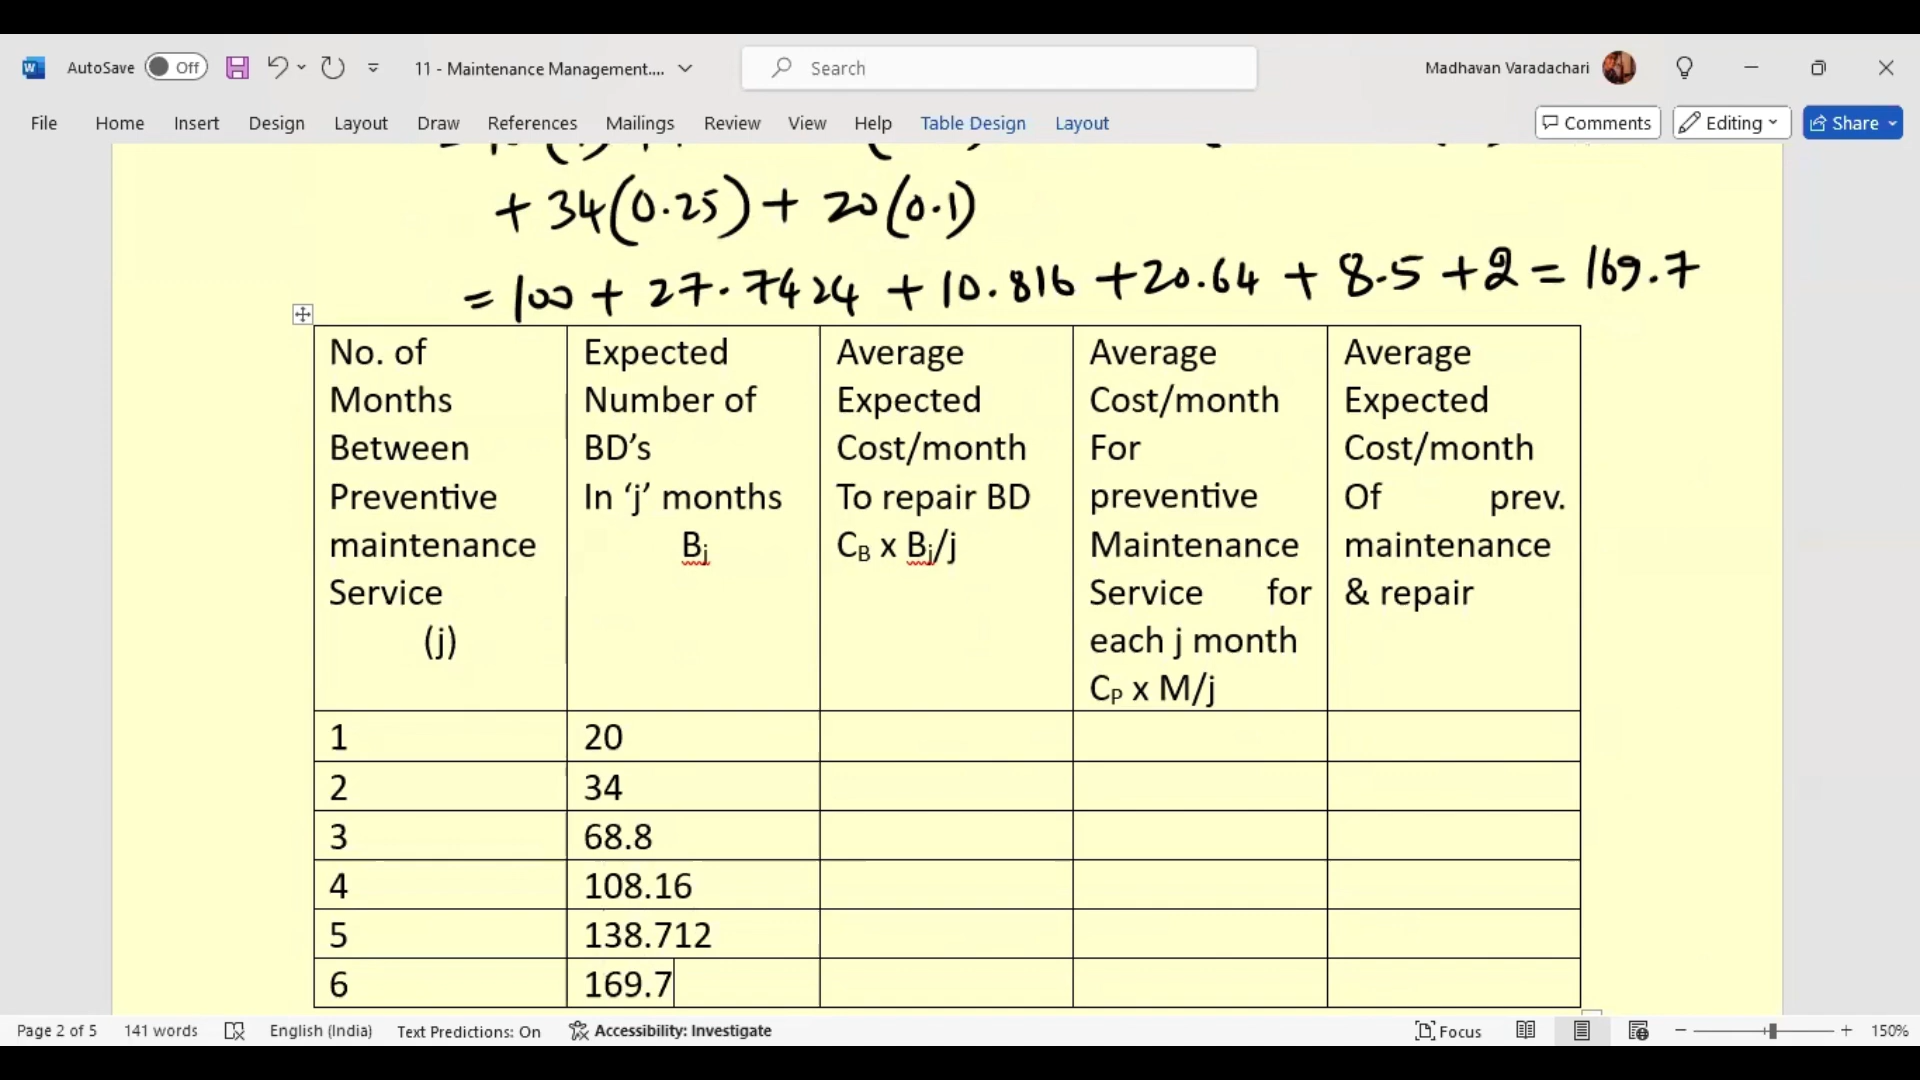 AutoSave Off 11 - Maintenance Management.... Search Madhavan Varadachari
File Home Insert Design Layout Draw References Mailings Review View Help Table Design Layout Comments Editing Share
+ 34(0.25) + 20(0.1)
= 100 + 27.7424 + 10.816 + 20.64 + 8.5 + 2 = 169.7
No. of
Months
Between
Preventive
maintenance
Service
(j)
Expected
Number of
BD's
In ‘j’ months
Bj
Average
Expected
Cost/month
To repair BD
CB x Bj/j
Average
Cost/month
For
preventive
Maintenance
Service for
each j month
CP x M/j
Average
Expected
Cost/month
Of prev.
maintenance
& repair
1 20
2 34
3 68.8
4 108.16
5 138.712
6 169.7
Page 2 of 5 141 words English (India) Text Predictions: On Accessibility: Investigate Focus 150%